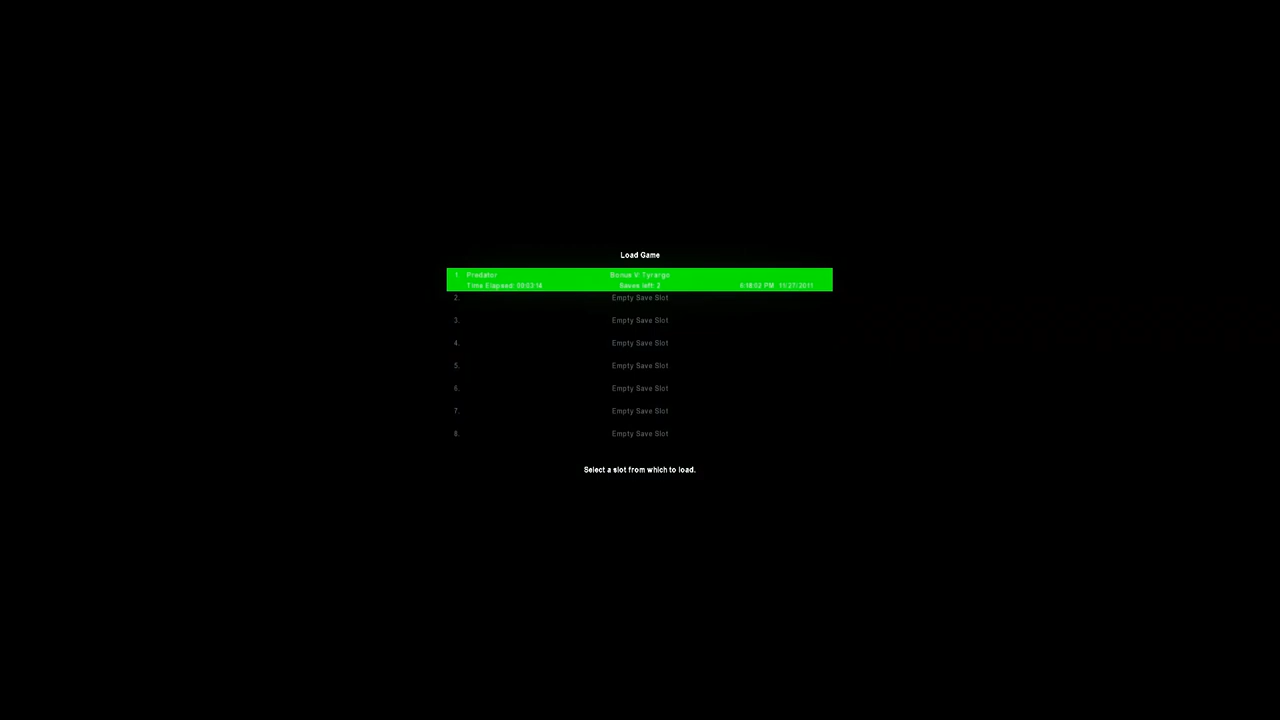 Load Game
1. Predator Bonus V: Tyrargo
Time Elapsed: 00:03:14 Saves left: 2 6:18:02 PM 11/27/2011
2. Empty Save Slot
3. Empty Save Slot
4. Empty Save Slot
5. Empty Save Slot
6. Empty Save Slot
7. Empty Save Slot
8. Empty Save Slot
Select a slot from which to load.